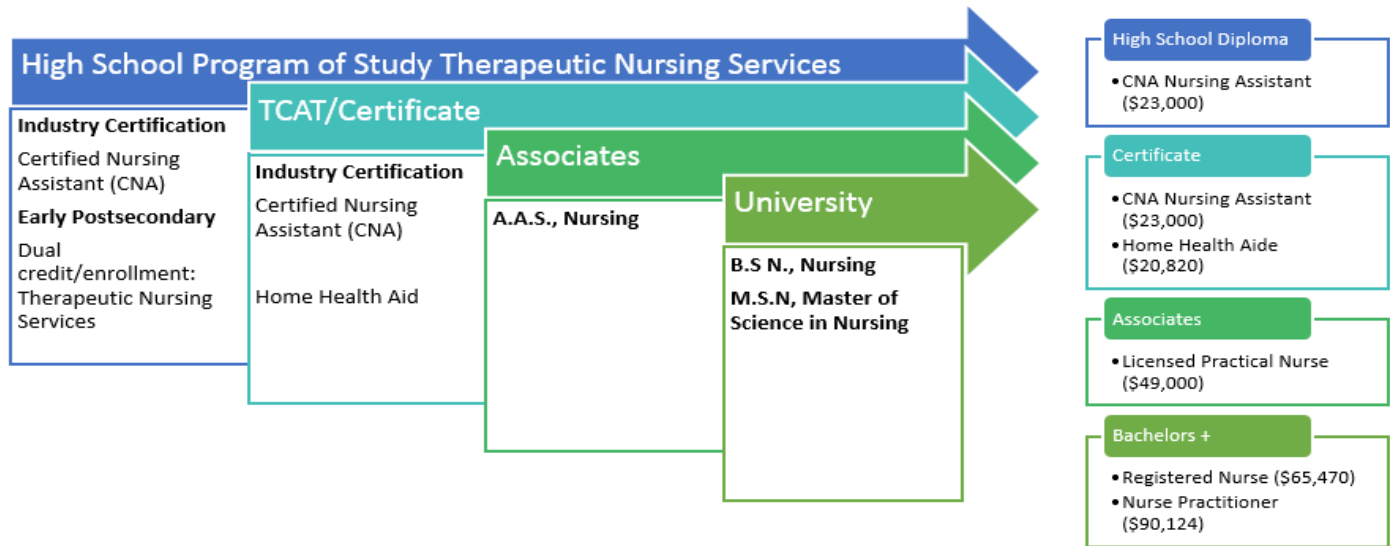 High School Program of Study Therapeutic Nursing Services
Industry Certification
Certified Nursing
Assistant (CNA)
Early Postsecondary
Dual
credit/enrollment:
Therapeutic Nursing
Services
TCAT/Certificate
Industry Certification
Certified Nursing
Assistant (CNA)
Home Health Aid
Associates
A.A.S., Nursing
University
B.S N., Nursing
M.S.N, Master of
Science in Nursing
High School Diploma
• CNA Nursing Assistant
($23,000)
Certificate
• CNA Nursing Assistant
($23,000)
• Home Health Aide
($20,820)
Associates
• Licensed Practical Nurse
($49,000)
Bachelors +
• Registered Nurse ($65,470)
• Nurse Practitioner
($90,124)